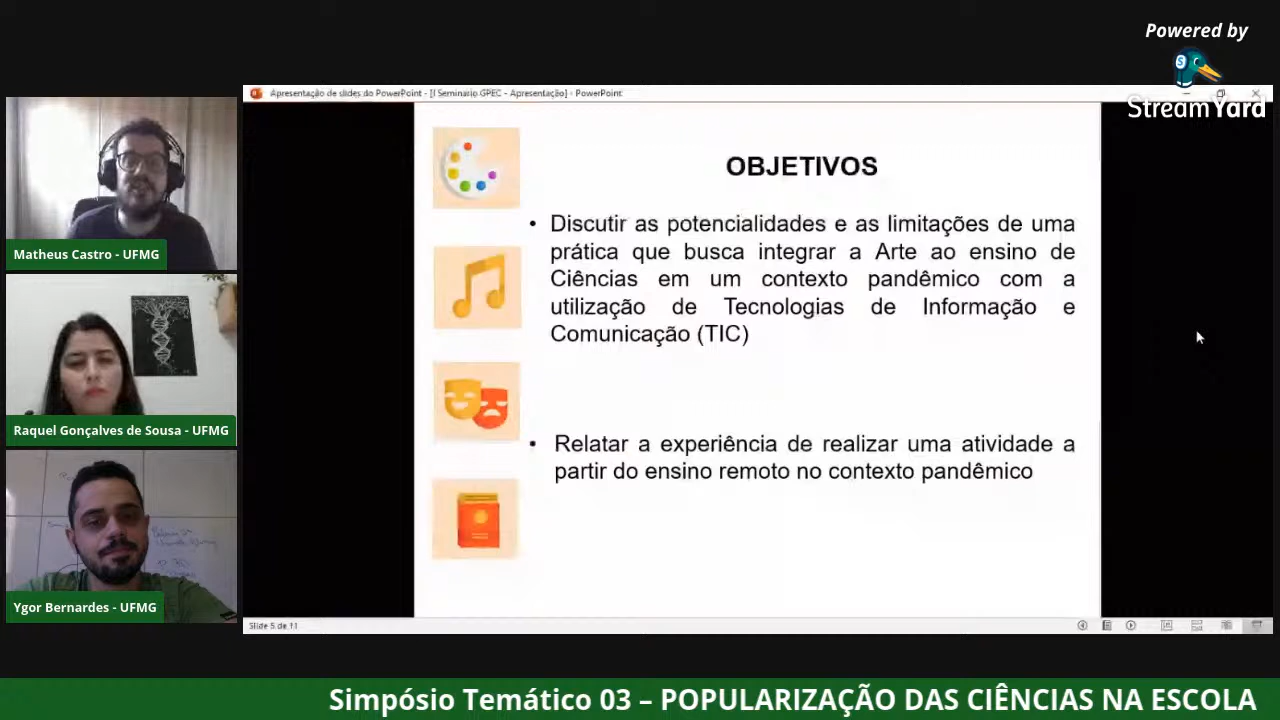 Powered by
StreamYard
Apresentação de slides do PowerPoint - [I Seminario GPEC - Apresentação] - PowerPoint
OBJETIVOS
• Discutir as potencialidades e as limitações de uma
prática que busca integrar a Arte ao ensino de
Ciências em um contexto pandêmico com a
utilização de Tecnologias de Informação e
Comunicação (TIC)
• Relatar a experiência de realizar uma atividade a
partir do ensino remoto no contexto pandêmico
Slide 5 de 11
Matheus Castro - UFMG
Raquel Gonçalves de Sousa - UFMG
Ygor Bernardes - UFMG
Simpósio Temático 03 – POPULARIZAÇÃO DAS CIÊNCIAS NA ESCOLA